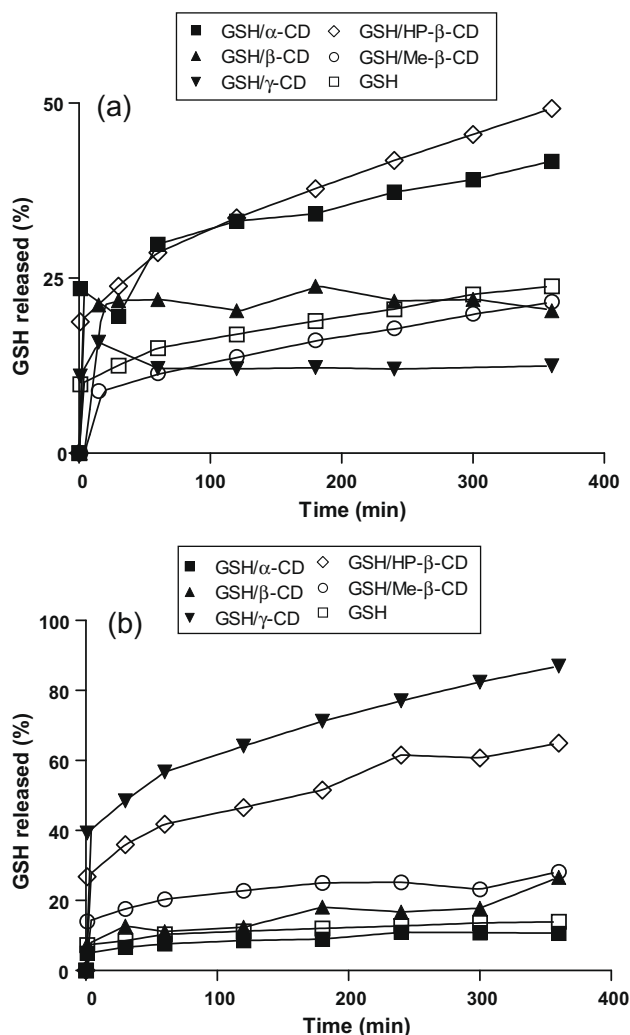 GSH/α-CD
GSH/HP-β-CD
GSH/β-CD
GSH/Me-β-CD
GSH/γ-CD
GSH
(a)
50
25
0
GSH released (%)
0 100 200 300 400
Time (min)
GSH/α-CD
GSH/HP-β-CD
GSH/β-CD
GSH/Me-β-CD
GSH/γ-CD
GSH
(b)
100
80
60
40
20
0
GSH released (%)
0 100 200 300 400
Time (min)